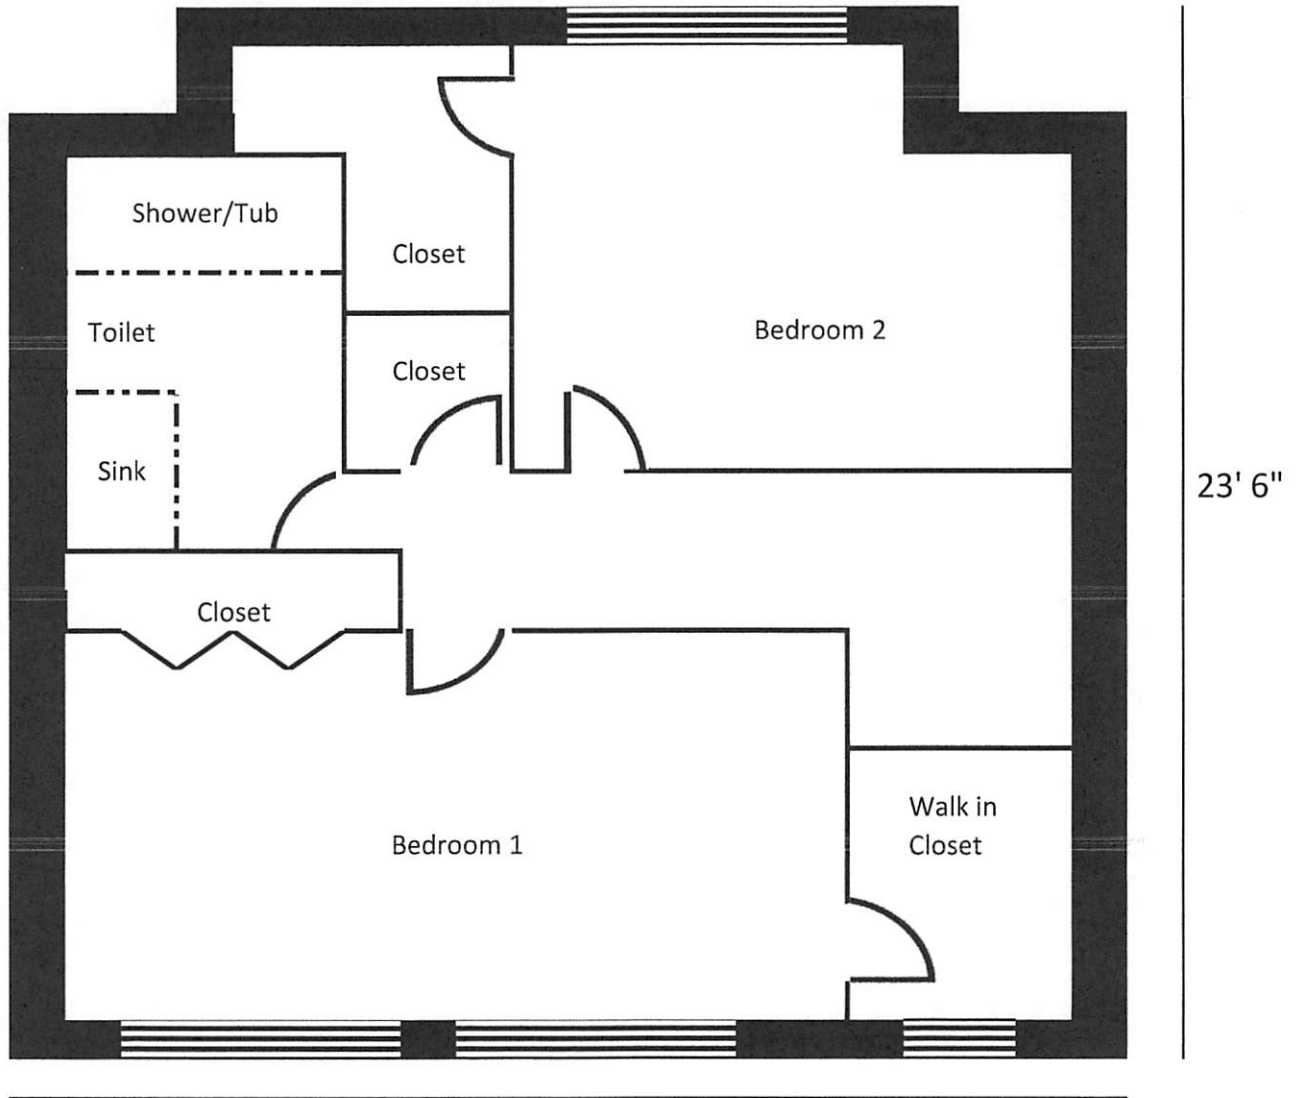 Shower/Tub
Closet
Toilet
Bedroom 2
Closet
Sink
23' 6"
Closet
Walk in
Closet
Bedroom 1